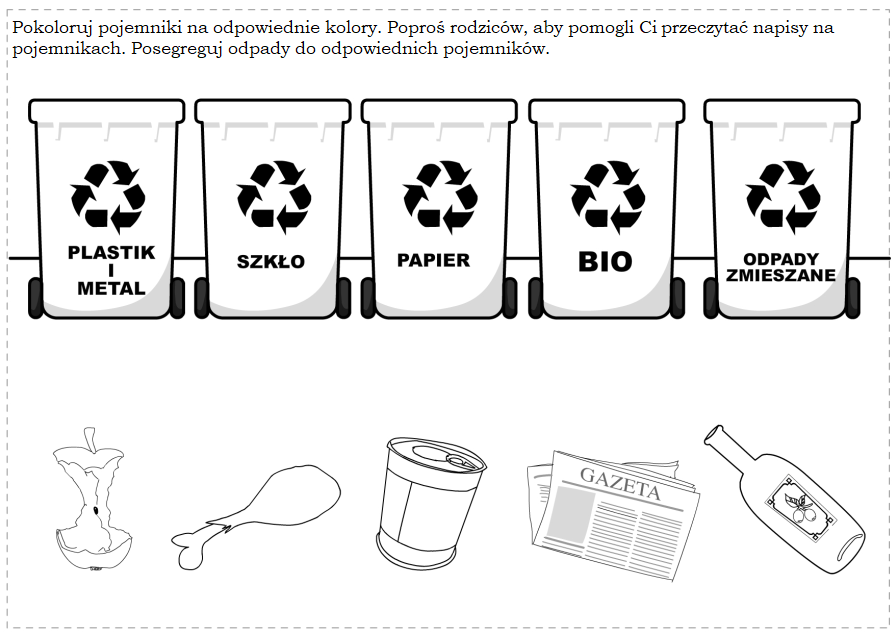 Pokoloruj pojemniki na odpowiednie kolory. Poproś rodziców, aby pomogli Ci przeczytać napisy na
pojemnikach. Posegreguj odpady do odpowiednich pojemników.
PLASTIK
I
METAL
SZKŁO
PAPIER
BIO
ODPADY
ZMIESZANE
GAZETA